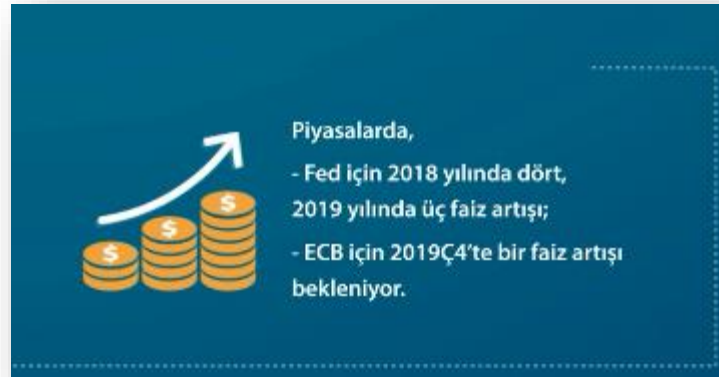 Piyasalarda,
- Fed için 2018 yılında dört,
2019 yılında üç faiz artışı;
- ECB için 2019Ç4'te bir faiz artışı
bekleniyor.
$
$
$